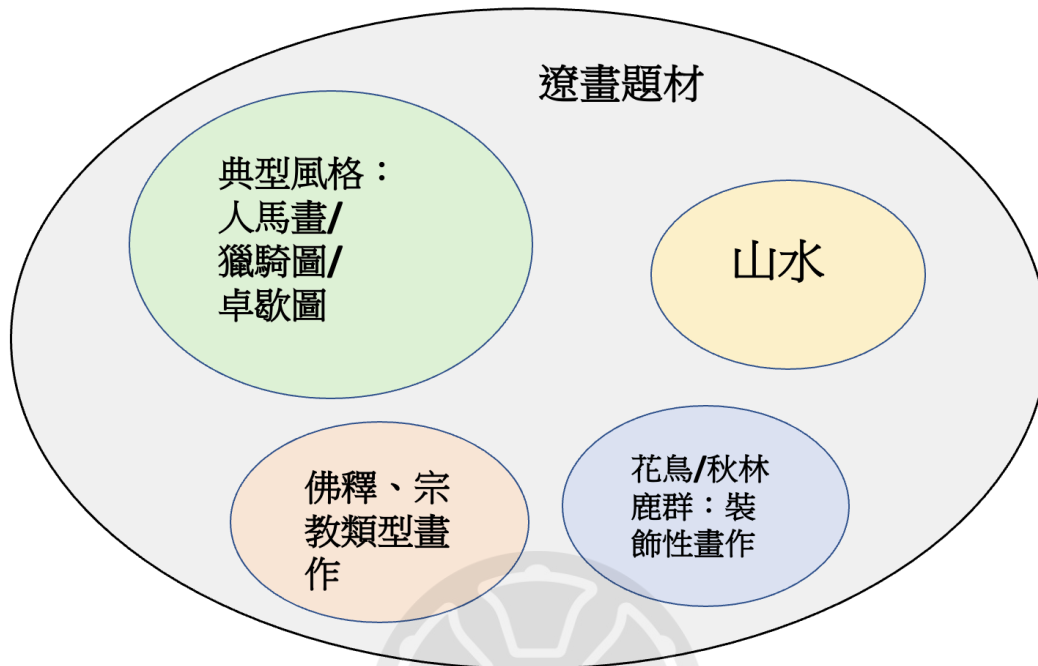 遼畫題材
典型風格：
人馬畫/
獵騎圖/
卓歇圖
山水
佛釋、宗
教類型畫
作
花鳥/秋林
鹿群：裝
飾性畫作